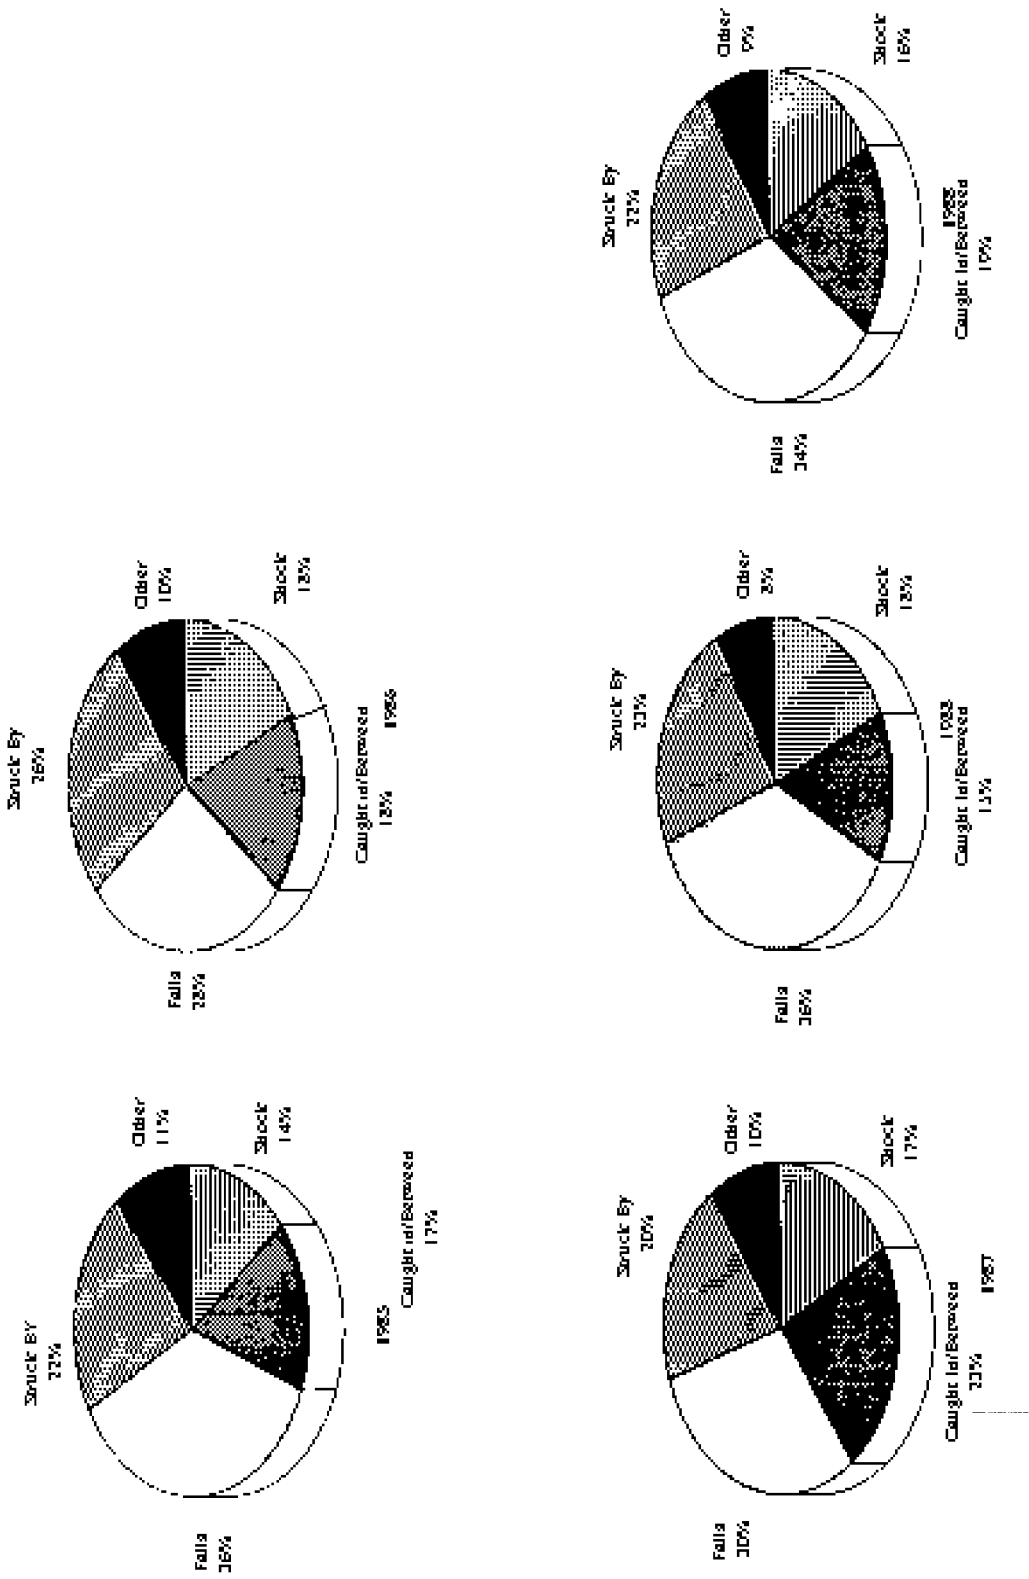 Struck BY
22%
Other
11%
Falls
36%
Shock
14%
1985
Caught In/Between
17%
Struck By
26%
Other
10%
Falls
28%
Shock
18%
Caught In/Between
18%
1986
Struck By
20%
Other
10%
Falls
30%
Shock
17%
Caught In/Between
23%
1987
Struck By
23%
Other
8%
Falls
36%
Shock
18%
1988
Caught In/Between
15%
Struck By
22%
Other
9%
Falls
34%
Shock
16%
Caught In/Between
19%